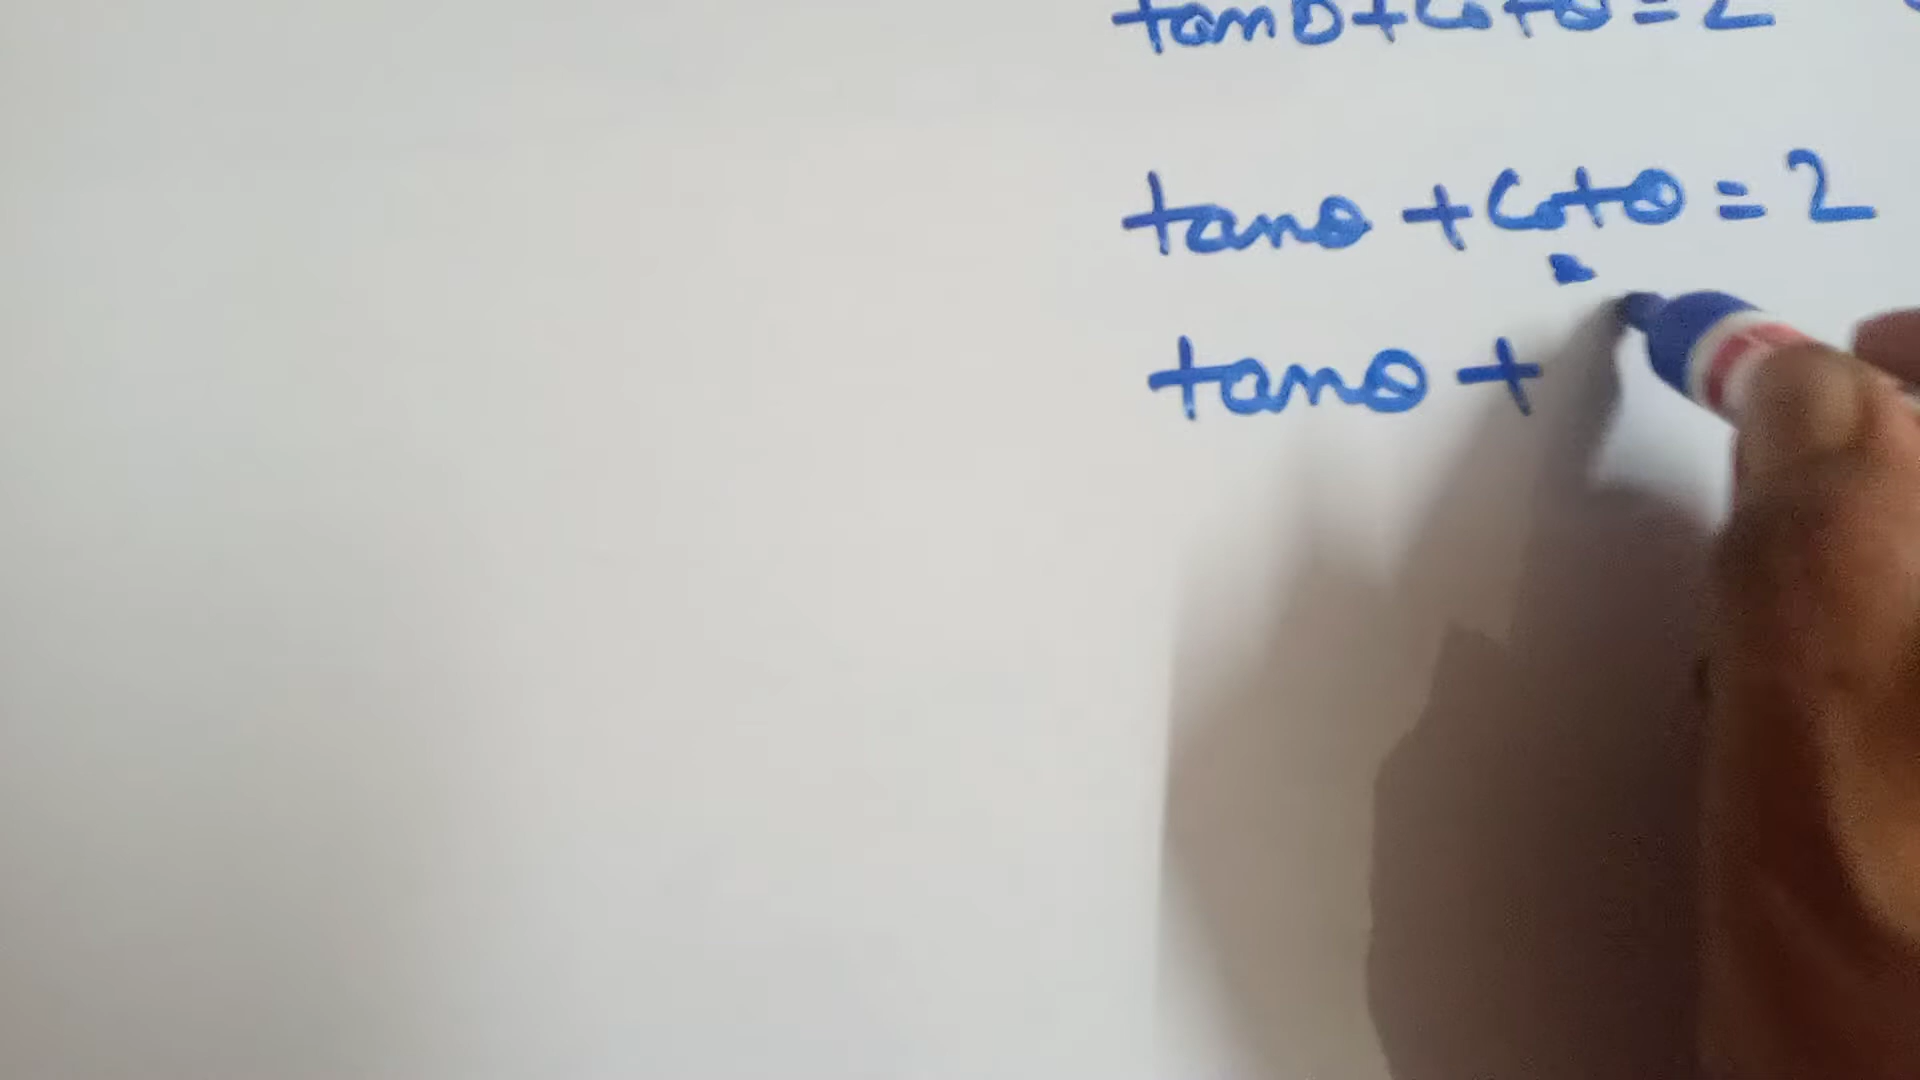 tanθ + cotθ = 2
tanθ + cotθ = 2
tanθ +